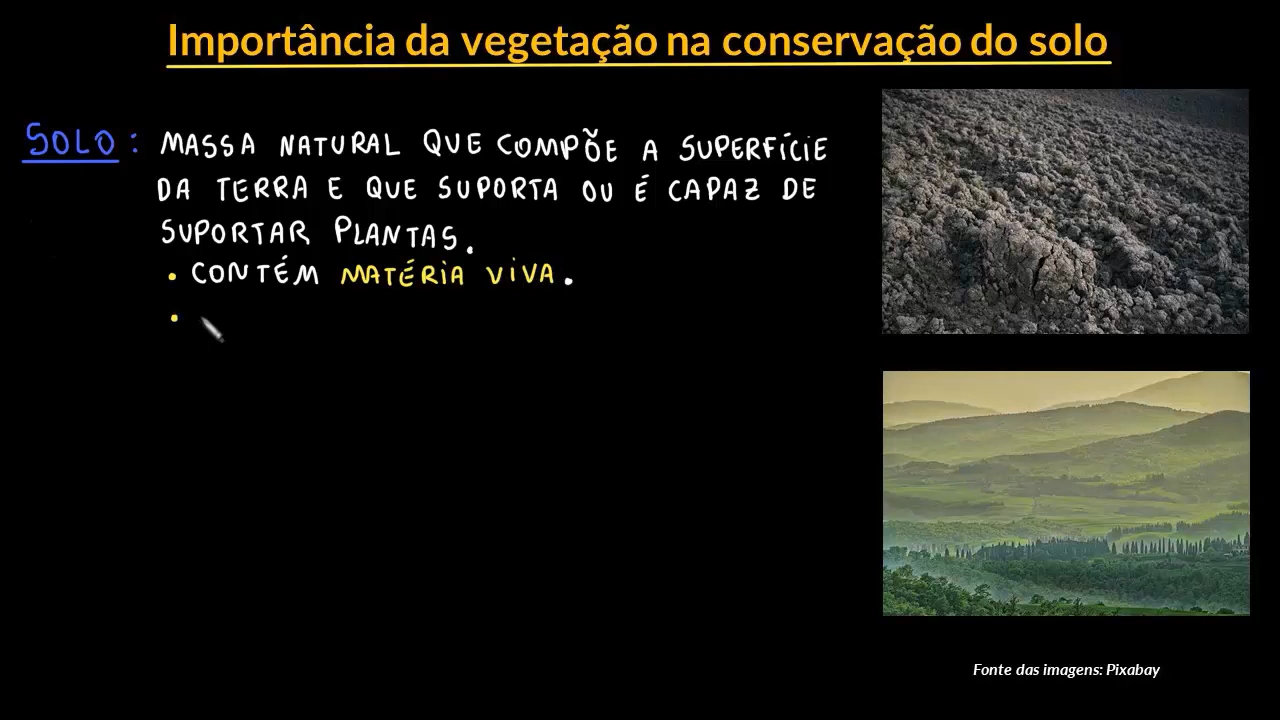 Importância da vegetação na conservação do solo
SOLO: MASSA NATURAL QUE COMPÕE A SUPERFÍCIE
DA TERRA E QUE SUPORTA OU É CAPAZ DE
SUPORTAR PLANTAS.
• CONTÉM MATÉRIA VIVA.
•
Fonte das imagens: Pixabay